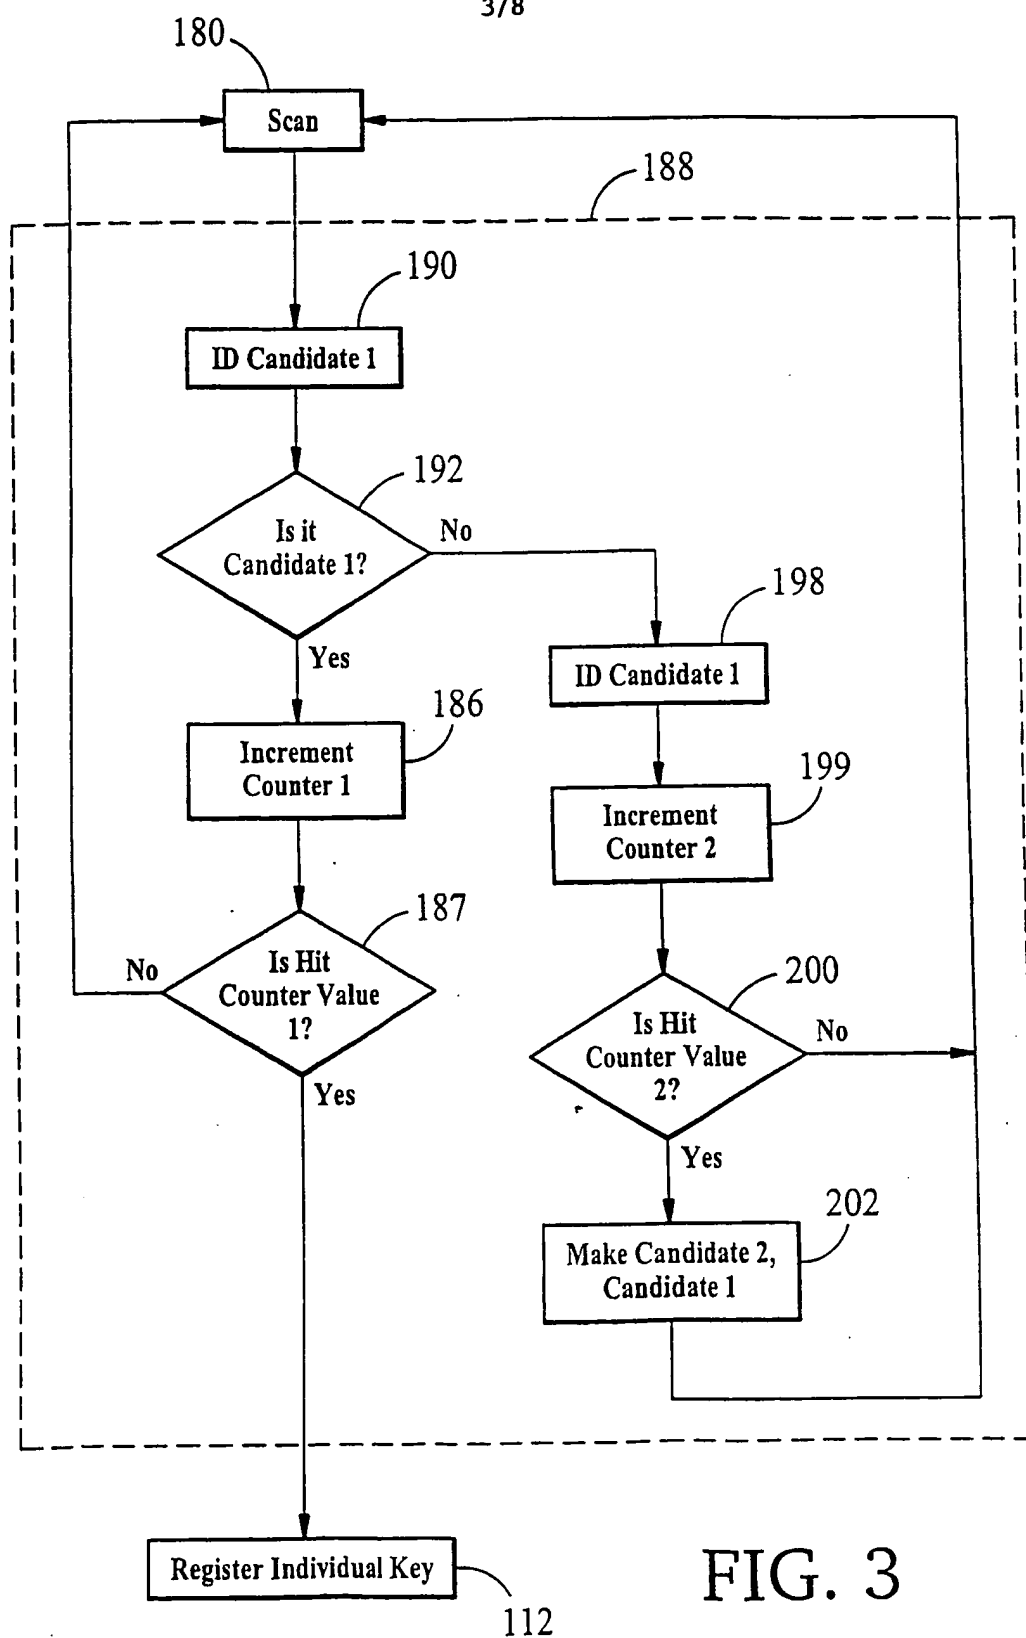 3/8
180
Scan
188
190
ID Candidate 1
192
Is it
Candidate 1?
No
Yes
198
ID Candidate 1
186
Increment
Counter 1
199
Increment
Counter 2
187
Is Hit
Counter Value
1?
No
Yes
200
Is Hit
Counter Value
2?
No
Yes
202
Make Candidate 2,
Candidate 1
Register Individual Key
112
FIG. 3